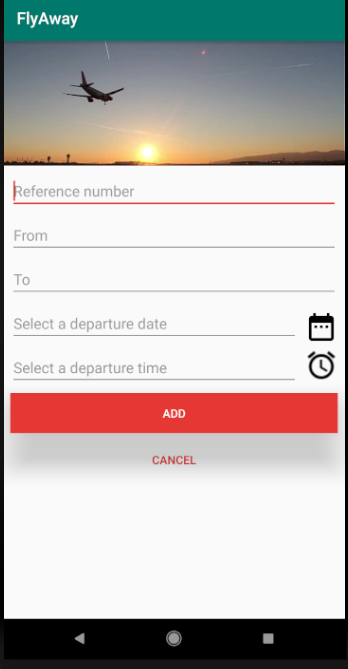 FlyAway
Reference number
From
To
Select a departure date
Select a departure time
ADD
CANCEL